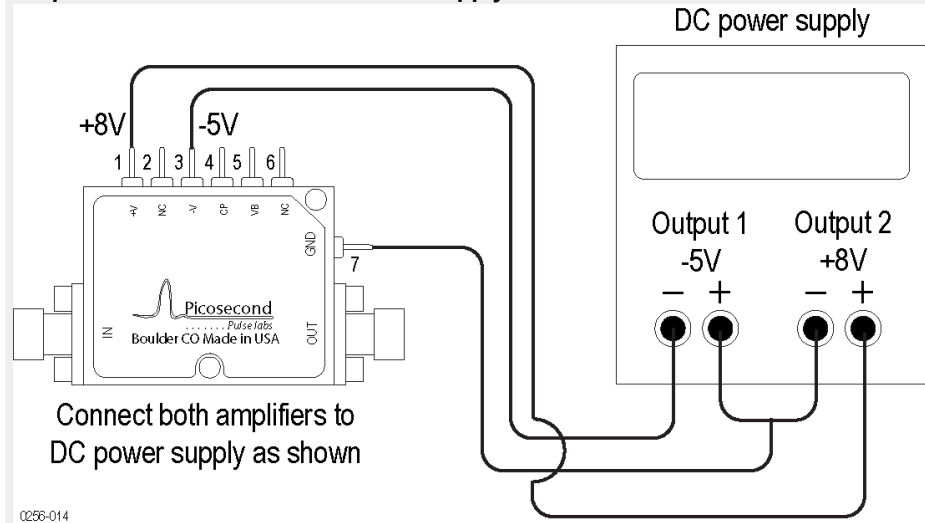 DC power supply
+8V
-5V
1 2 3 4 5 6
+V NC -V CP VB NC
GND
7
Picosecond
.......Pulse labs
Boulder CO Made in USA
IN
OUT
Output 1
-5V
− +
Output 2
+8V
− +
Connect both amplifiers to
DC power supply as shown
0256-014